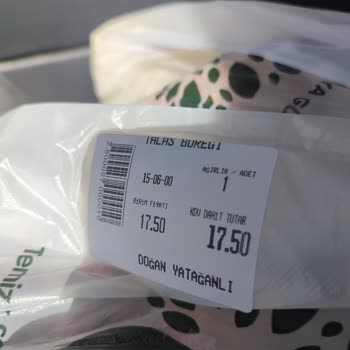 TALAS BÖREĞİ
15-06-00
AĞIRLIK / ADET
1
BİRİM FİYATI
17.50
KDV DAHİL TUTAR
17.50
DOĞAN YATAĞANLI
Temiz